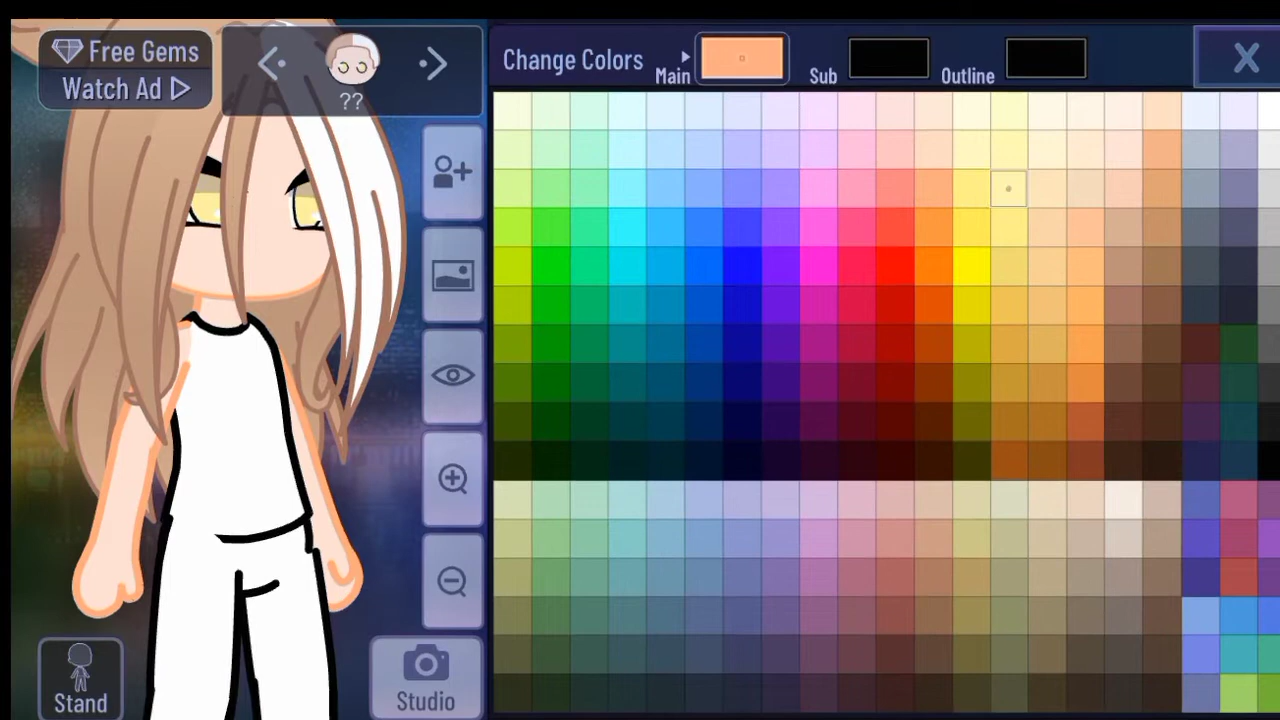 Free Gems
Watch Ad
??
Change Colors
Main
Sub
Outline
X
Stand
Studio